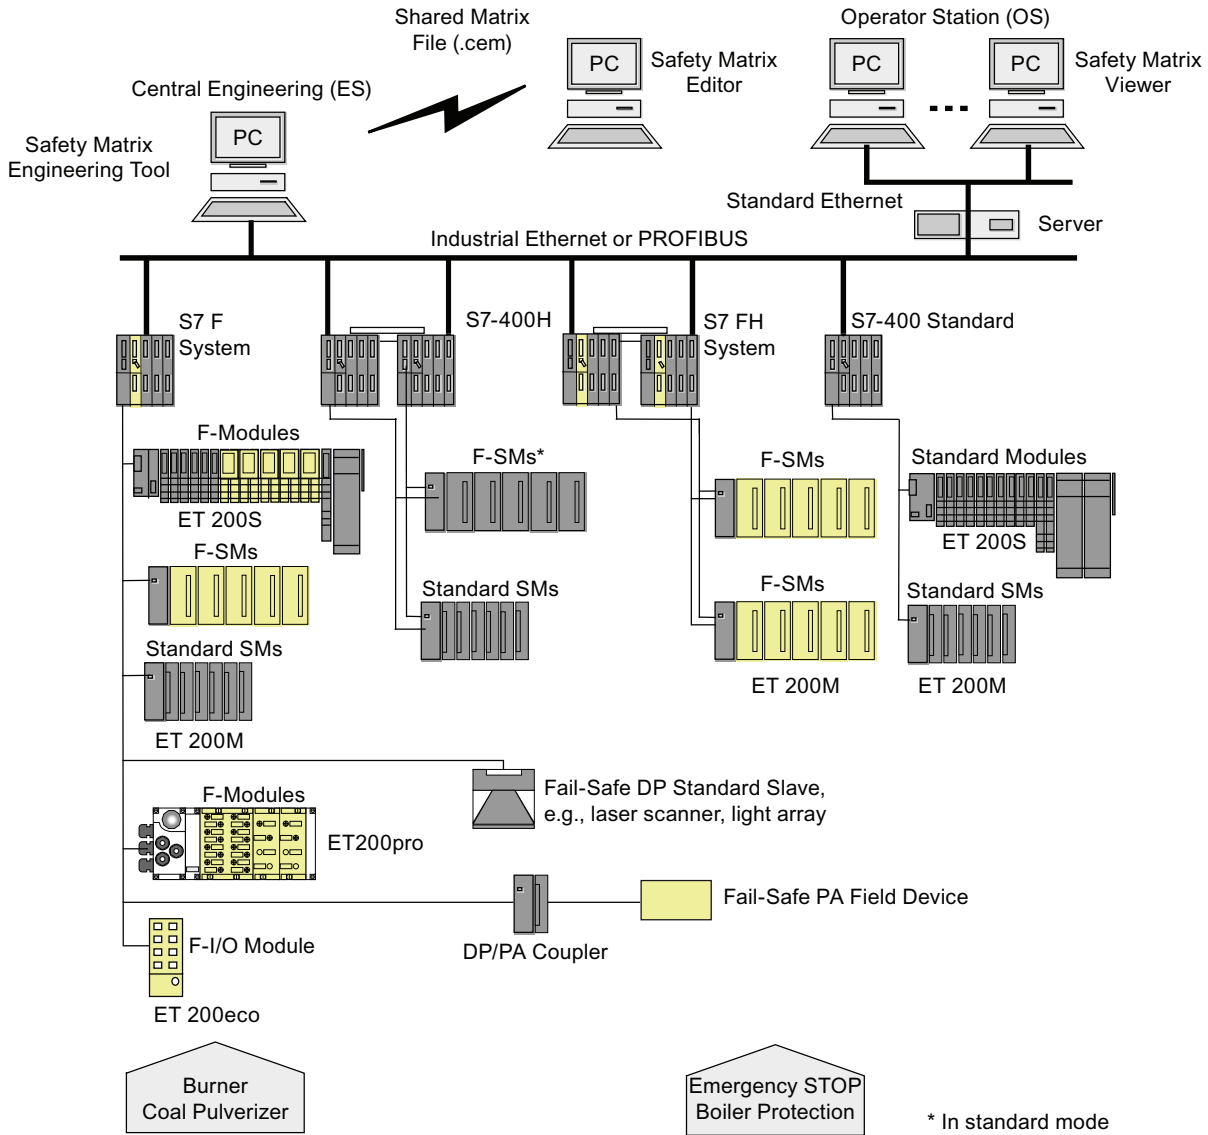 Shared Matrix
File (.cem)
Operator Station (OS)
PC
Safety Matrix
Editor
PC
PC
Safety Matrix
Viewer
Central Engineering (ES)
PC
Safety Matrix
Engineering Tool
Standard Ethernet
Server
Industrial Ethernet or PROFIBUS
S7 F
System
S7-400H
S7 FH
System
S7-400 Standard
F-Modules
ET 200S
F-SMs*
F-SMs
Standard Modules
ET 200S
F-SMs
Standard SMs
F-SMs
Standard SMs
Standard SMs
ET 200M
ET 200M
ET 200M
Fail-Safe DP Standard Slave,
e.g., laser scanner, light array
F-Modules
ET200pro
Fail-Safe PA Field Device
DP/PA Coupler
F-I/O Module
ET 200eco
Burner
Coal Pulverizer
Emergency STOP
Boiler Protection
* In standard mode